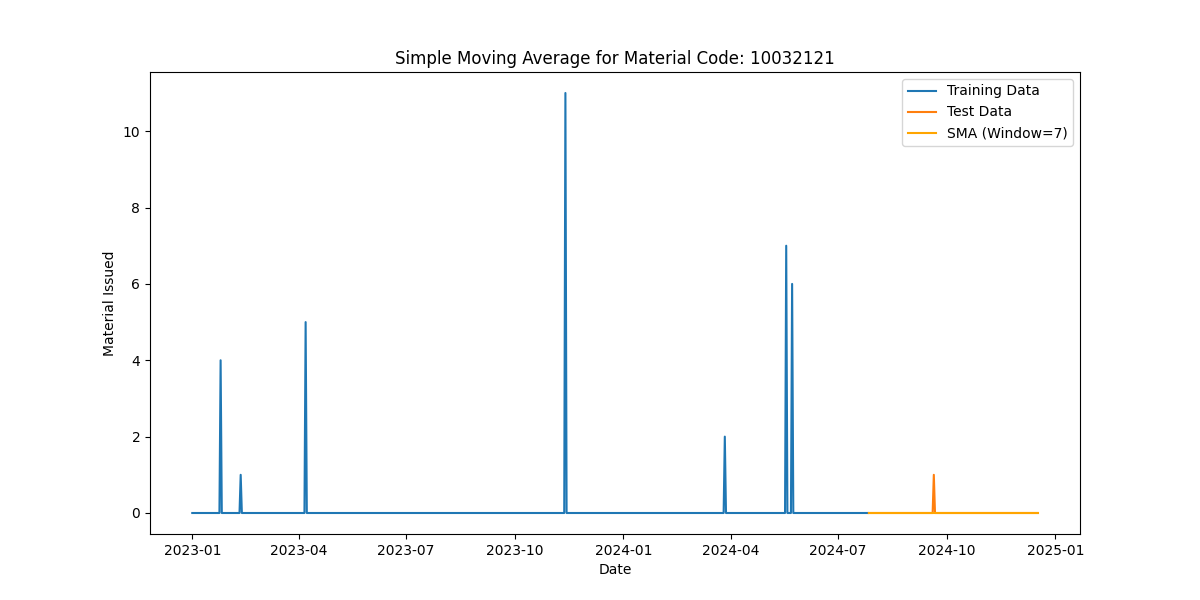 Simple Moving Average for Material Code: 10032121
Training Data
Test Data
SMA (Window=7)
Material Issued
10
8
6
4
2
0
2023-01 2023-04 2023-07 2023-10 2024-01 2024-04 2024-07 2024-10 2025-01
Date